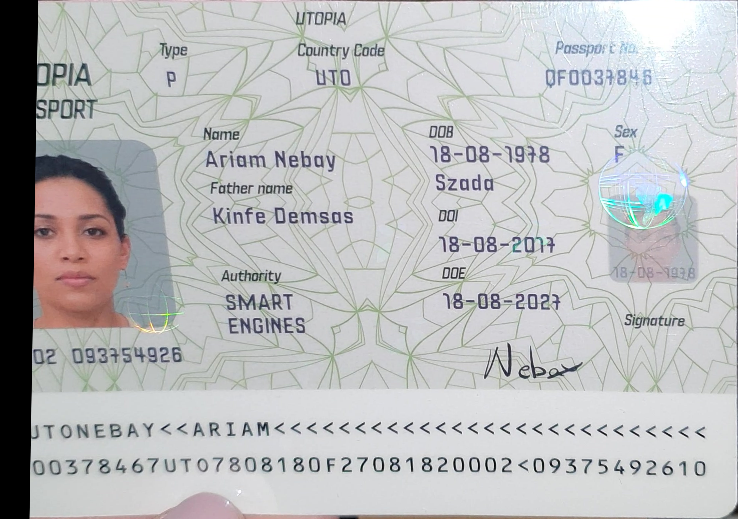 UTOPIA
Type
Country Code
Passport No.
OPIA
P
UTO
QF0037846
SPORT
Name
DOB
Sex
Ariam Nebay
18-08-1978
F
Father name
Szada
Kinfe Demsas
DOI
18-08-2017
Authority
DOE
18-08-1978
SMART
18-08-2027
ENGINES
Signature
02 093754926
Nebay
UTONEBAY<<ARIAM<<<<<<<<<<<<<<<<<<<<<<<<<<
00378467UTO7808180F27081820002<09375492610